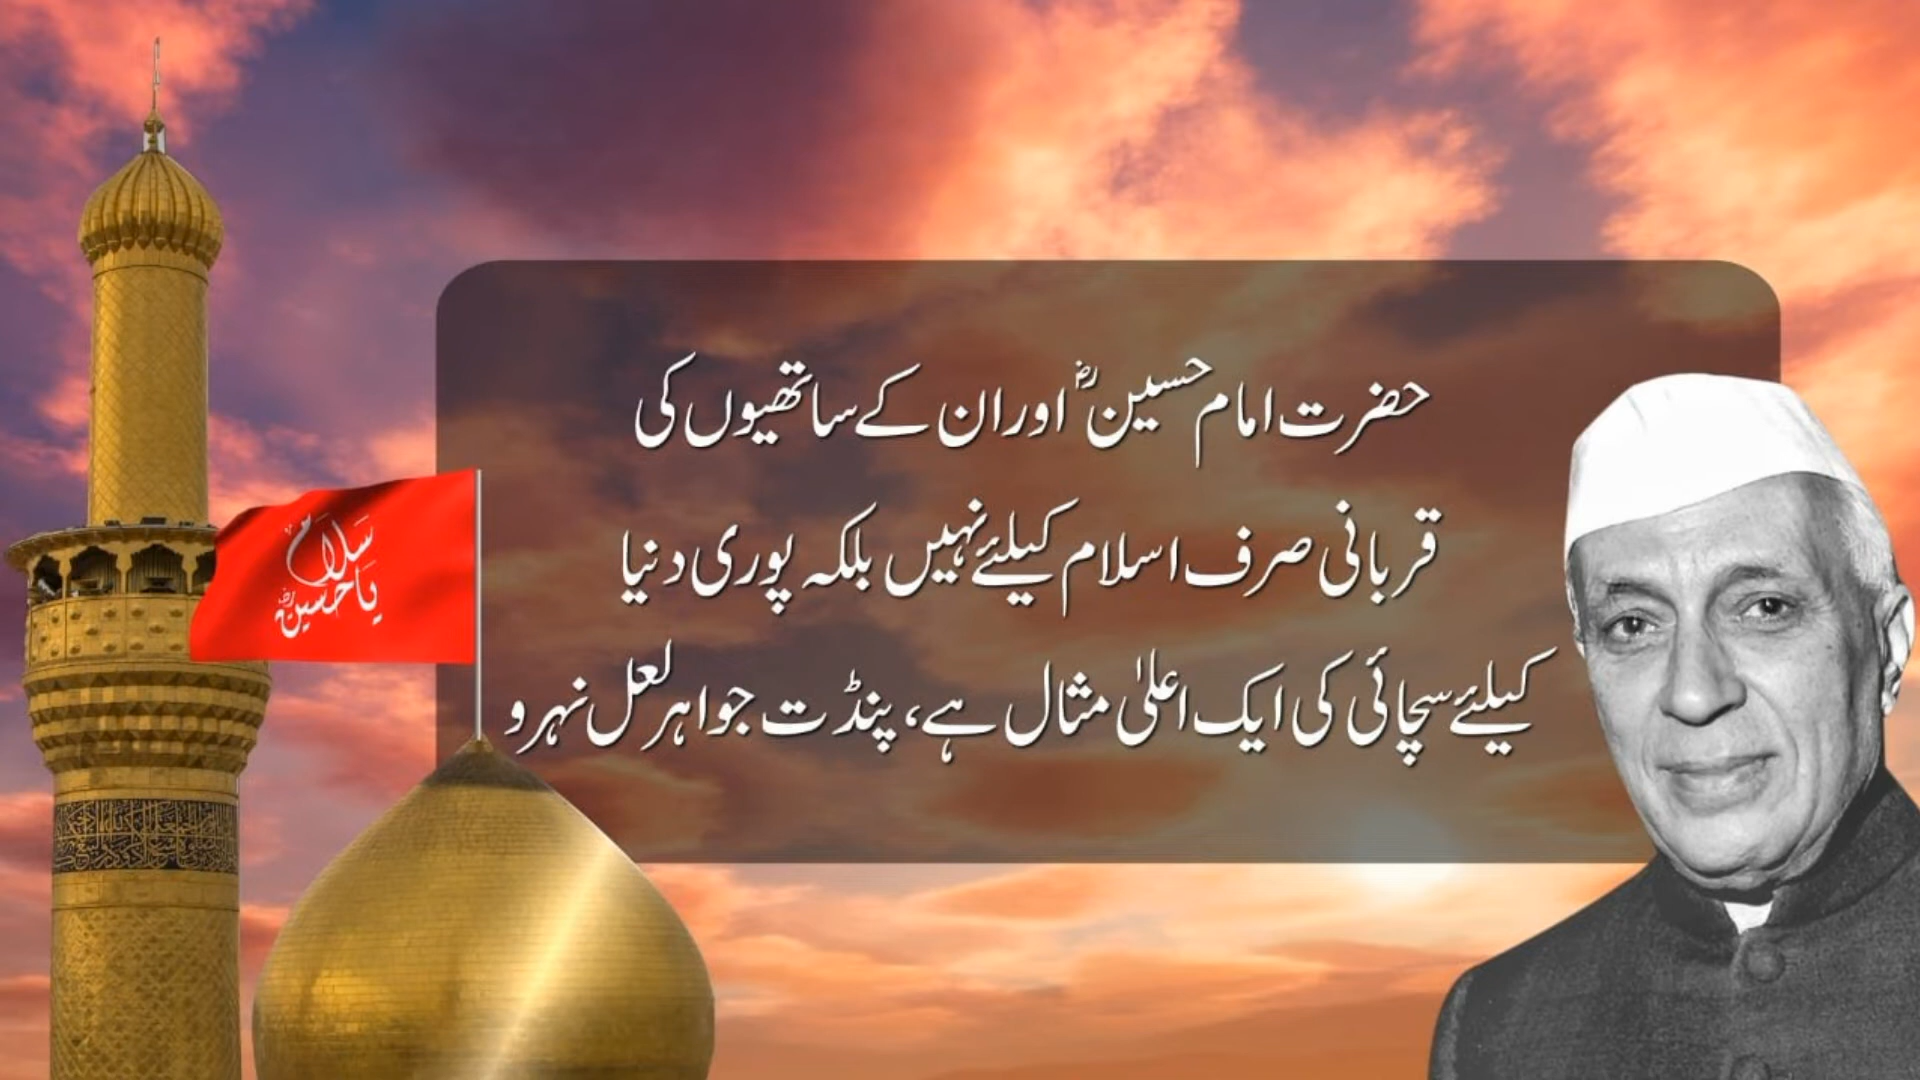 حضرت امام حسینؓ اور ان کے ساتھیوں کی
قربانی صرف اسلام کیلئے نہیں بلکہ پوری دنیا
کیلئے سچائی کی ایک اعلیٰ مثال ہے، پنڈت جواہر لعل نہرو
سلام
یا حسینؓ